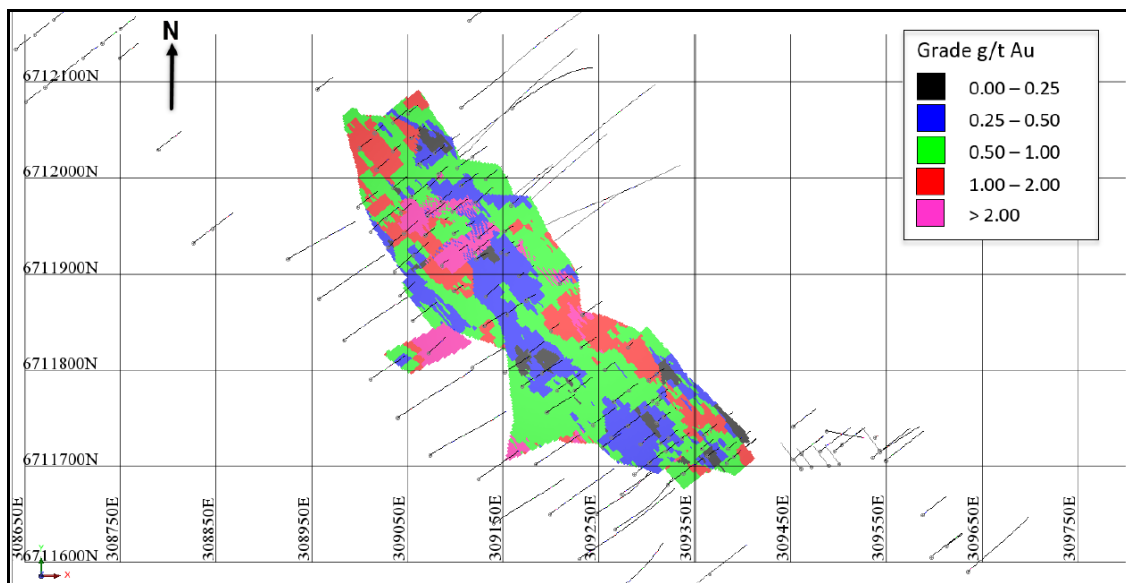 N
Grade g/t Au
0.00 – 0.25
0.25 – 0.50
0.50 – 1.00
1.00 – 2.00
> 2.00
6712100N
6712000N
6711900N
6711800N
6711700N
6711600N
308650E
308750E
308850E
308950E
309050E
309150E
309250E
309350E
309450E
309550E
309650E
309750E
Y
X